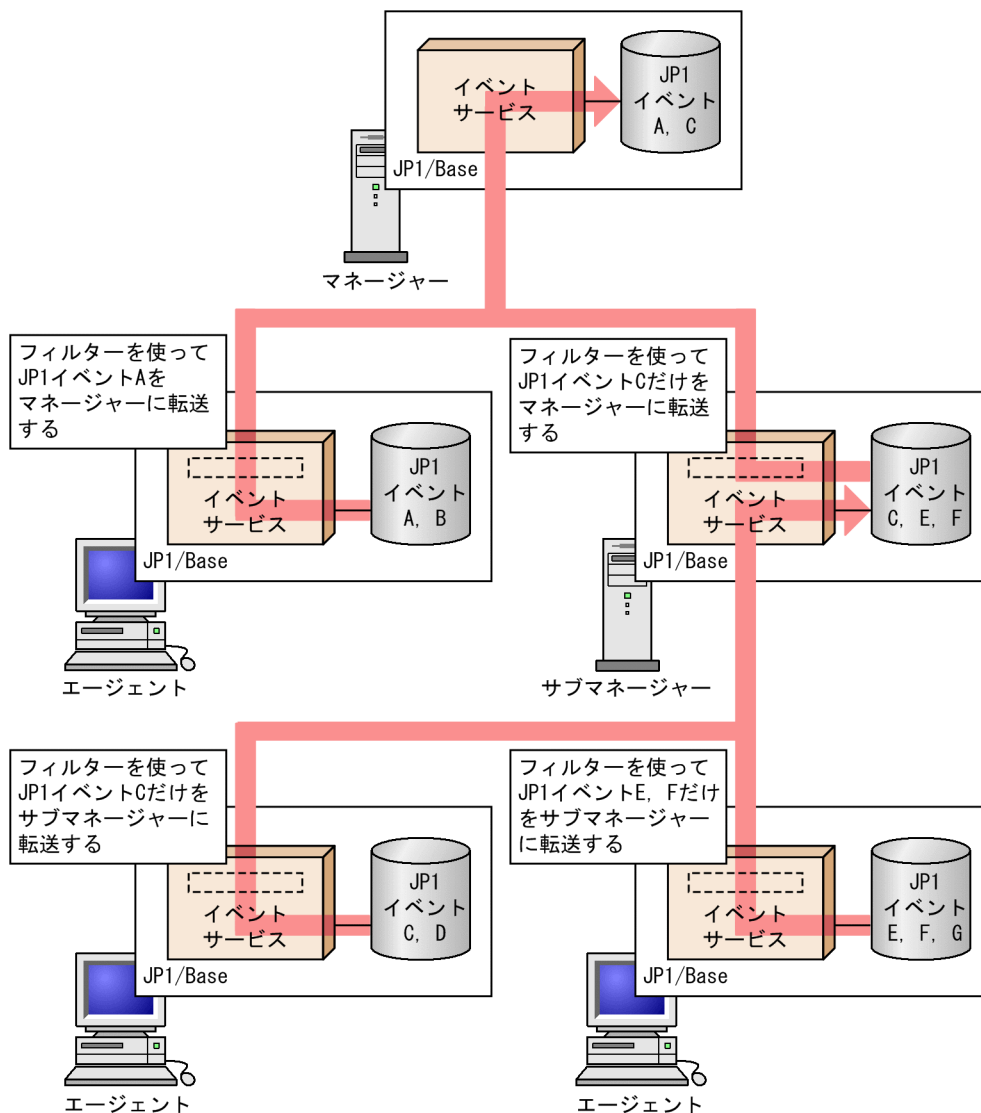 イベント
サービス
JP1
イベント
A, C
JP1/Base
マネージャー
フィルターを使って
JP1イベントAを
マネージャーに転送
する
イベント
サービス
JP1
イベント
A, B
JP1/Base
エージェント
フィルターを使って
JP1イベントCだけを
マネージャーに転送
する
イベント
サービス
JP1
イベント
C, E, F
JP1/Base
サブマネージャー
フィルターを使って
JP1イベントCだけを
サブマネージャーに
転送する
イベント
サービス
JP1
イベント
C, D
JP1/Base
エージェント
フィルターを使って
JP1イベントE, Fだけ
をサブマネージャー
に転送する
イベント
サービス
JP1
イベント
E, F, G
JP1/Base
エージェント